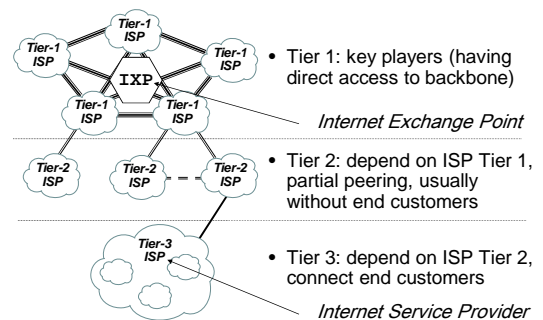 Tier-1
ISP
Tier-1
ISP
Tier-1
ISP
IXP
Tier-1
ISP
Tier-1
ISP
• Tier 1: key players (having
direct access to backbone)
Internet Exchange Point
Tier-2
ISP
Tier-2
ISP
Tier-2
ISP
• Tier 2: depend on ISP Tier 1,
partial peering, usually
without end customers
Tier-3
ISP
• Tier 3: depend on ISP Tier 2,
connect end customers
Internet Service Provider